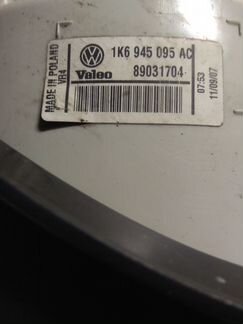 MADE IN POLAND
VR4
VW
1K6 945 095 AC
Valeo
89031704
07:53
11/09/07